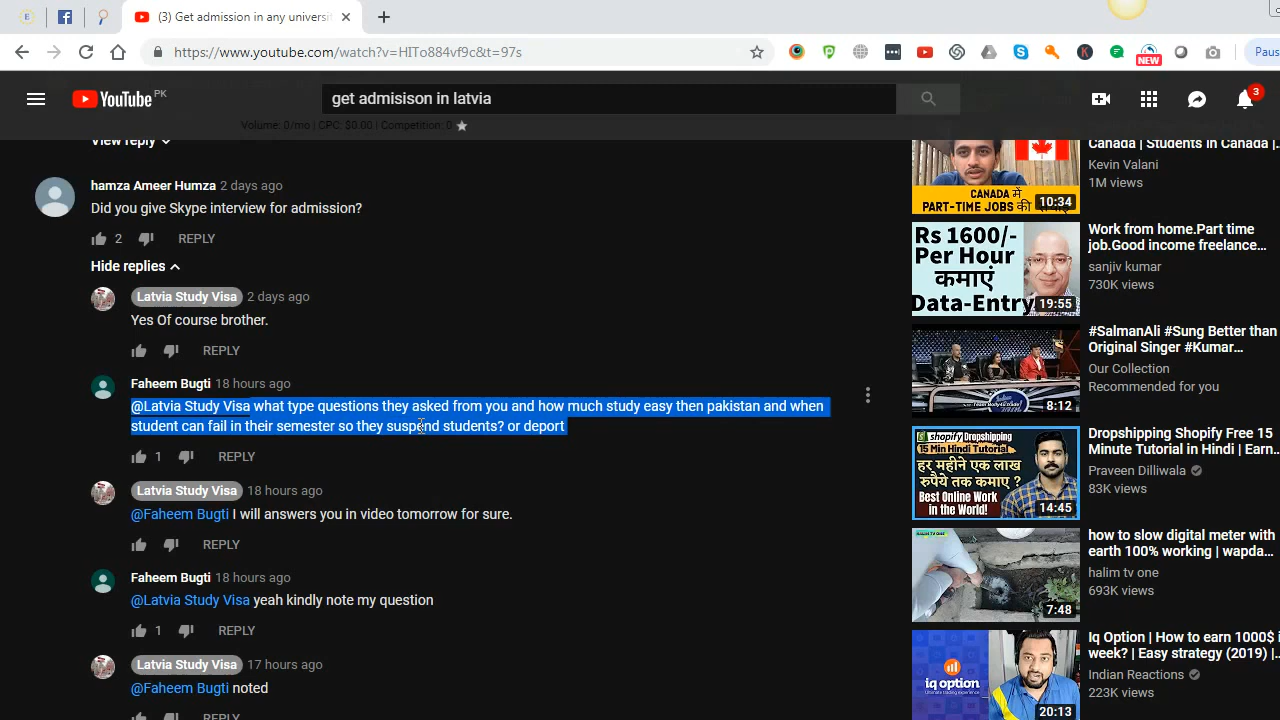 (3) Get admission in any universi
https://www.youtube.com/watch?v=HITo884vf9c&t=97s
NEW
Paus
YouTube PK
get admisison in latvia
3
Volume: 0/mo | CPC: $0.00 | Competition: 0
View reply
hamza Ameer Humza 2 days ago
Did you give Skype interview for admission?
2 REPLY
Hide replies
Latvia Study Visa 2 days ago
Yes Of course brother.
REPLY
Faheem Bugti 18 hours ago
@Latvia Study Visa what type questions they asked from you and how much study easy then pakistan and when
student can fail in their semester so they suspend students? or deport
1 REPLY
Latvia Study Visa 18 hours ago
@Faheem Bugti I will answers you in video tomorrow for sure.
REPLY
Faheem Bugti 18 hours ago
@Latvia Study Visa yeah kindly note my question
1 REPLY
Latvia Study Visa 17 hours ago
@Faheem Bugti noted
REPLY
CANADA में
PART-TIME JOBS की
10:34
Canada | Students in Canada |
Kevin Valani
1M views
Rs 1600/-
Per Hour
कमाएं
Data-Entry
19:55
Work from home.Part time
job.Good income freelance...
sanjiv kumar
730K views
8:12
#SalmanAli #Sung Better than
Original Singer #Kumar...
Our Collection
Recommended for you
shopify Dropshipping
15 Min Tutorial in Hindi
हर महीने एक लाख
रुपये तक कमाए ?
Best Online Work
in the World!
14:45
Dropshipping Shopify Free 15
Minute Tutorial in Hindi | Earn...
Praveen Dilliwala
83K views
HALIM TV ONE
7:48
how to slow digital meter with
earth 100% working | wapda...
halim tv one
693K views
iq option
20:13
Iq Option | How to earn 1000$ i
week? | Easy strategy (2019) |...
Indian Reactions
223K views